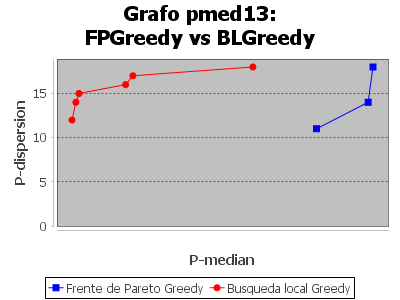 Grafo pmed13:
FPGreedy vs BLGreedy
P-dispersion
15
10
5
0
P-median
Frente de Pareto Greedy
Busqueda local Greedy